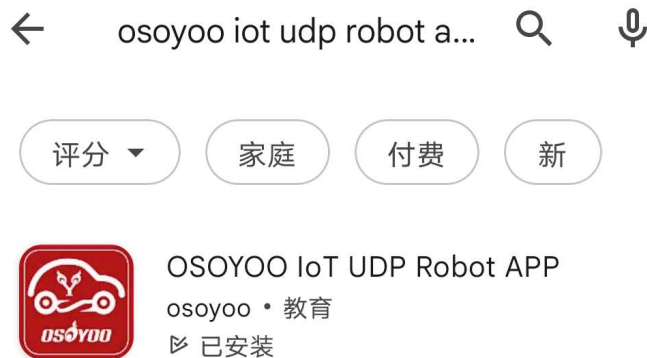 osoyoo iot udp robot a...
评分 家庭 付费 新
OSOYOO IoT UDP Robot APP
osoyoo • 教育
OSOYOO
已安装